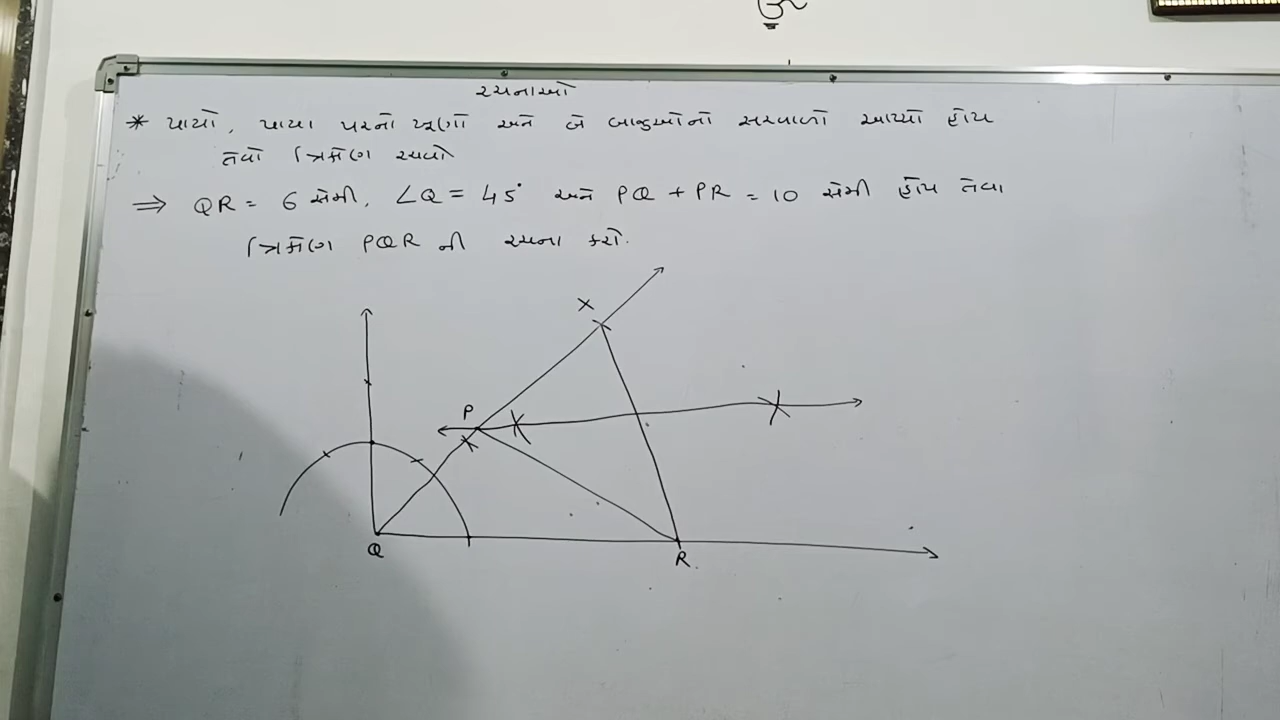 રચનાઓ
* પાયો, પાયા પરનો ખૂણો અને બે બાજુઓનો સરવાળો આપ્યો હોય
તેવો ત્રિકોણ રચવો
⇒ QR = 6 સેમી, ∠Q = 45° અને PQ + PR = 10 સેમી હોય તેવા
ત્રિકોણ PQR ની રચના કરો.
X
P
Q
R